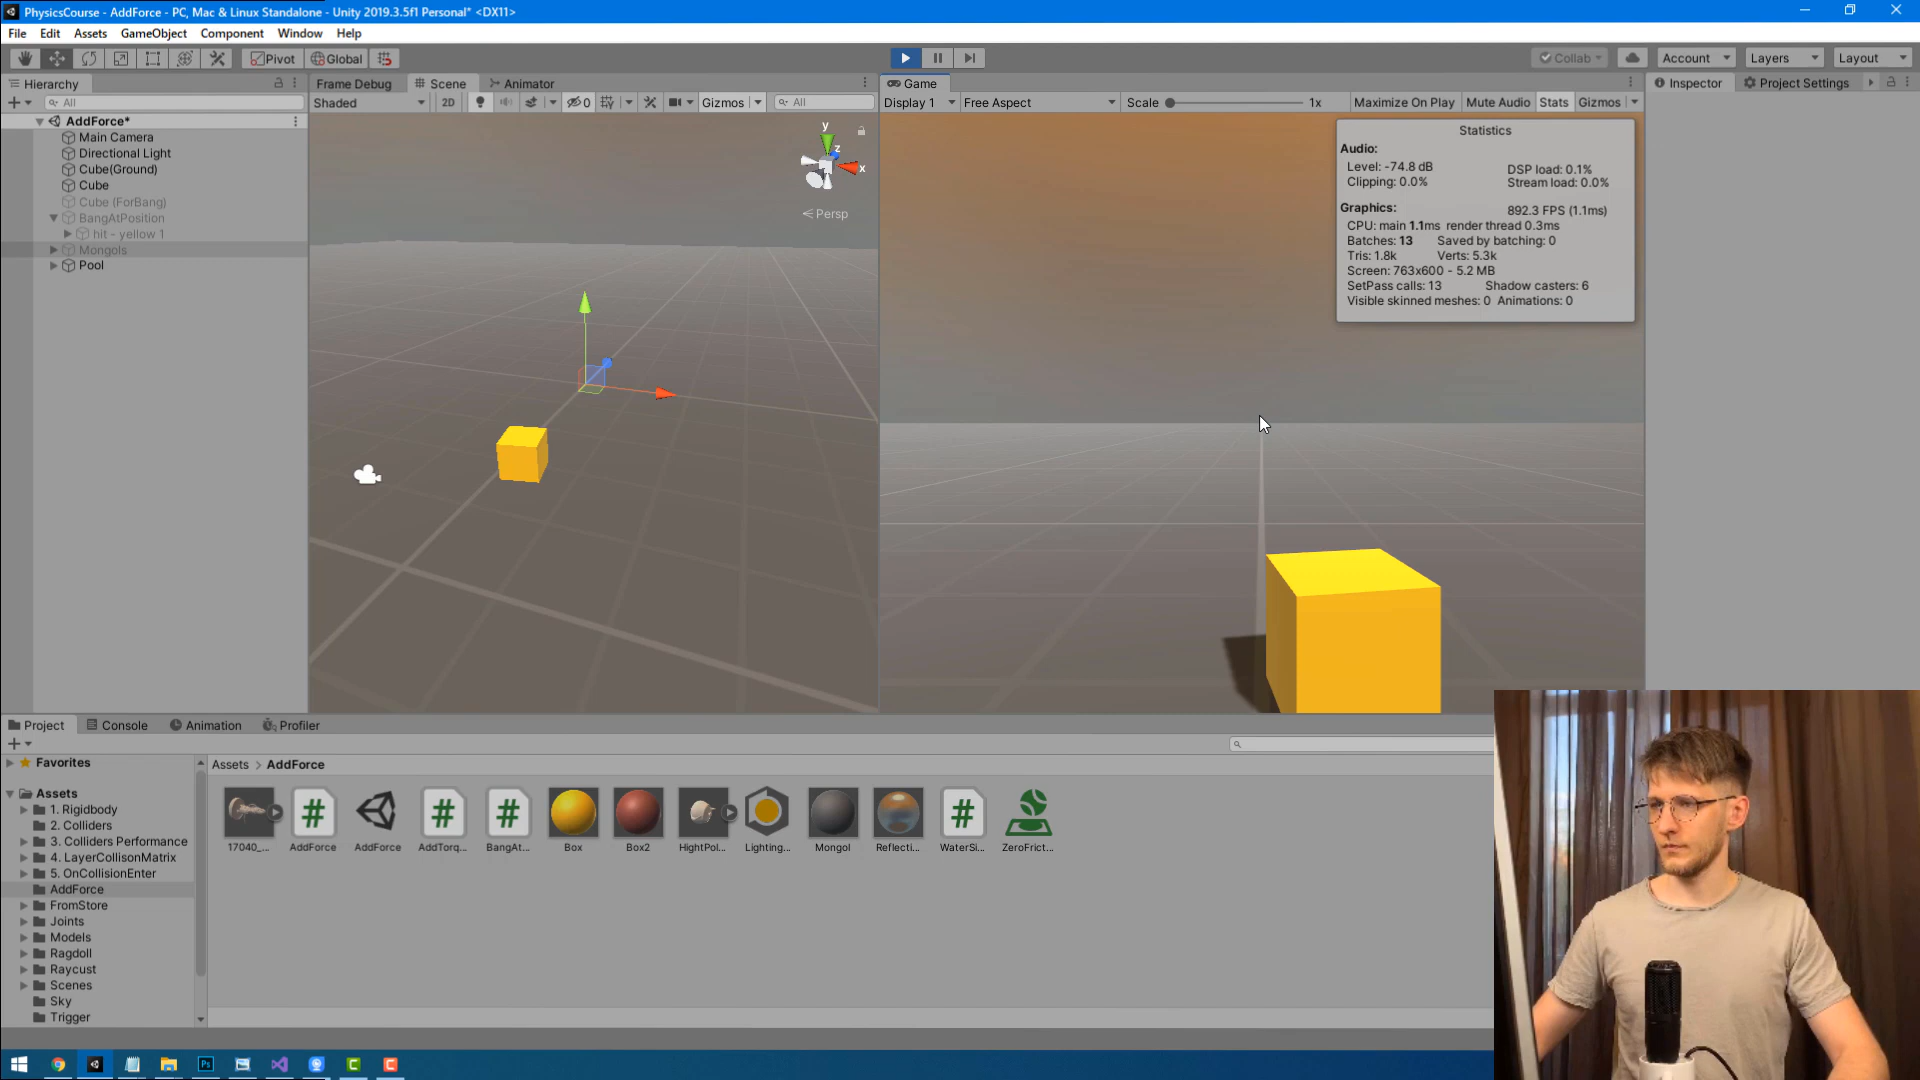 PhysicsCourse - AddForce - PC, Mac & Linux Standalone - Unity 2019.3.5f1 Personal* <DX11>
File Edit Assets GameObject Component Window Help
Pivot Global Collab Account Layers Layout
Hierarchy Frame Debug Scene Animator Game Inspector Project Settings
All Shaded 2D 0 Gizmos All Display 1 Free Aspect Scale 1x Maximize On Play Mute Audio Stats Gizmos
AddForce*
Main Camera
Directional Light
Cube(Ground)
Cube
Cube (ForBang)
BangAtPosition
hit - yellow 1
Mongols
Pool
y
z
x
Persp
Statistics
Audio:
Level: -74.8 dB DSP load: 0.1%
Clipping: 0.0% Stream load: 0.0%
Graphics: 892.3 FPS (1.1ms)
CPU: main 1.1ms render thread 0.3ms
Batches: 13 Saved by batching: 0
Tris: 1.8k Verts: 5.3k
Screen: 763x600 - 5.2 MB
SetPass calls: 13 Shadow casters: 6
Visible skinned meshes: 0 Animations: 0
Project Console Animation Profiler
Favorites
Assets
1. Rigidbody
2. Colliders
3. Colliders Performance
4. LayerCollisonMatrix
5. OnCollisionEnter
AddForce
FromStore
Joints
Models
Ragdoll
Raycust
Scenes
Sky
Trigger
Assets > AddForce
17040_... AddForce AddForce AddTorq... BangAt... Box Box2 HightPol... Lighting... Mongol Reflecti... WaterSi... ZeroFrict...
Ps